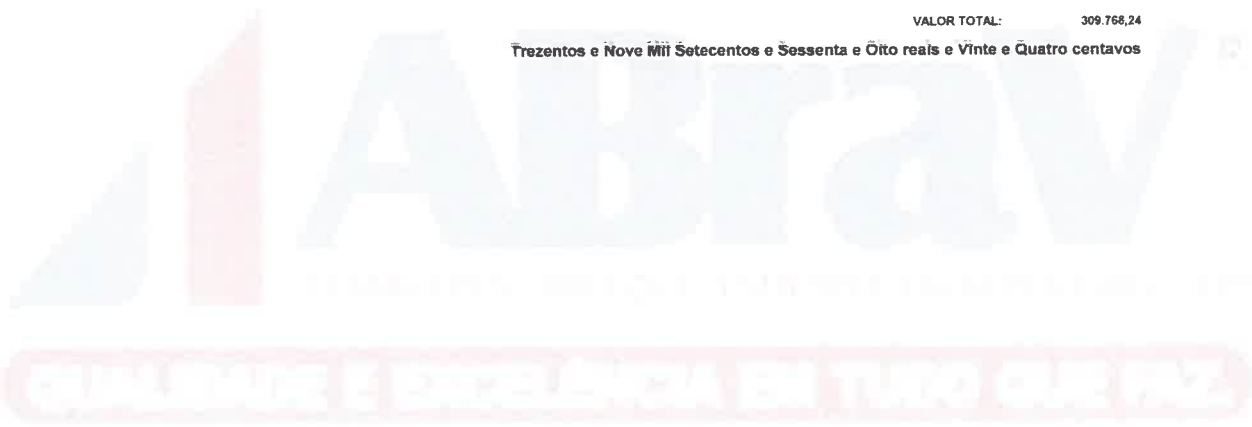 VALOR TOTAL: 309.768,24
Trezentos e Nove Mil Setecentos e Sessenta e Oito reais e Vinte e Quatro centavos
ABraV
QUALIDADE E EXCELÊNCIA EM TUDO QUE FAZ.